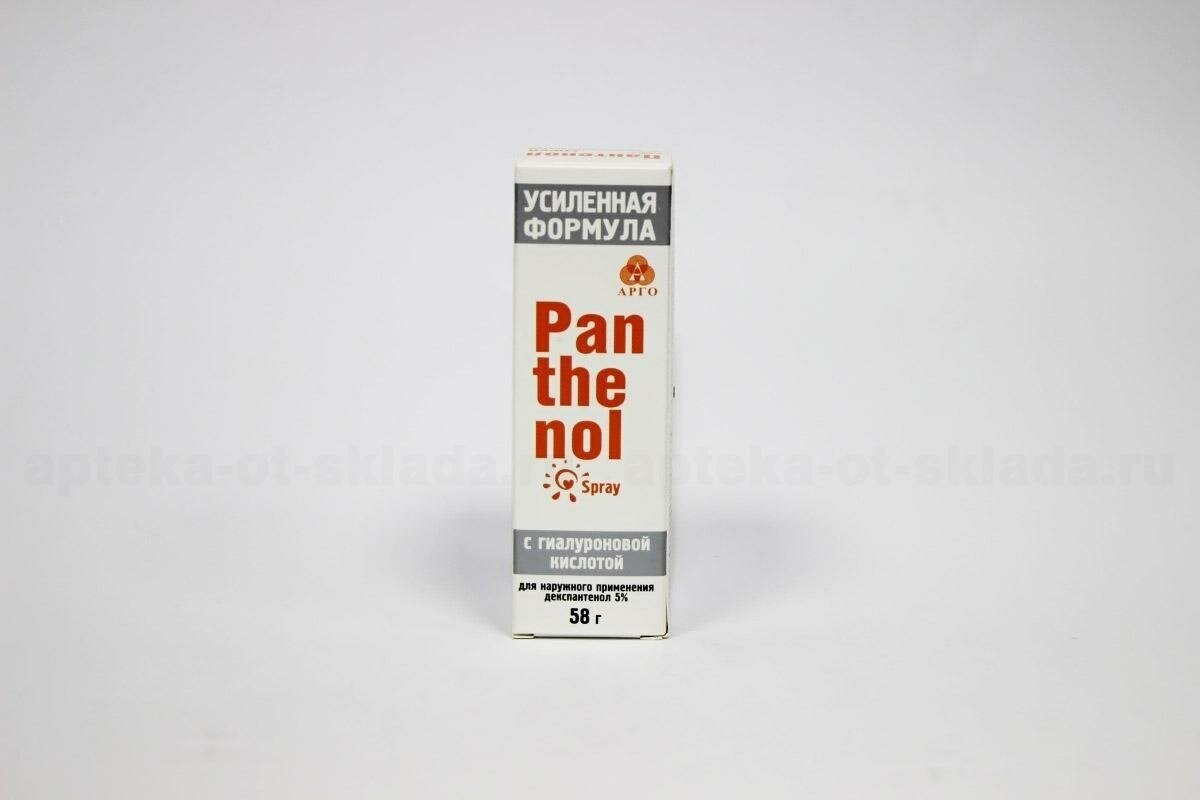 Пантенол
УСИЛЕННАЯ
ФОРМУЛА
АРГО
Pan
the
nol
Spray
с гиалуроновой
кислотой
для наружного применения
декспантенол 5%
58 г
apteka-ot-sklada.ru apteka-ot-sklada.ru